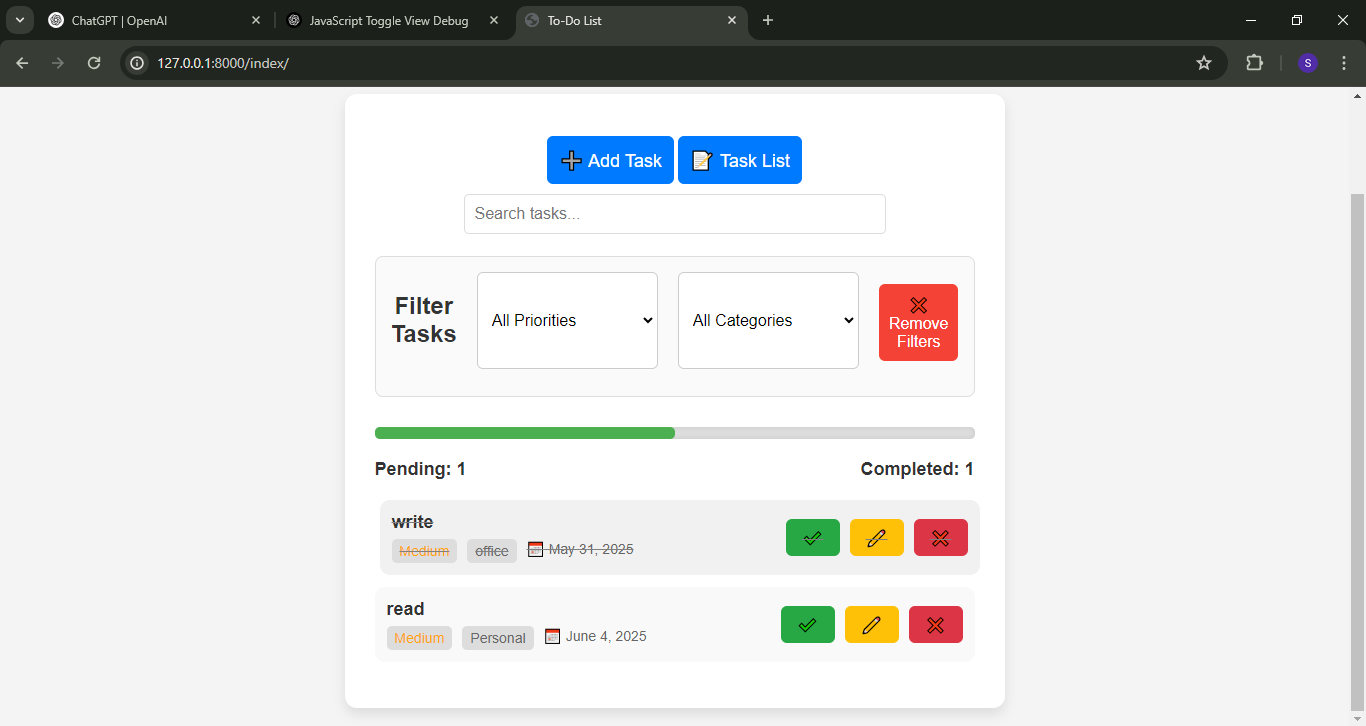 ChatGPT | OpenAI
JavaScript Toggle View Debug
To-Do List
127.0.0.1:8000/index/
S
Add Task
Task List
Search tasks...
Filter
Tasks
All Priorities
All Categories
Remove
Filters
Pending: 1
Completed: 1
write
Medium
office
May 31, 2025
read
Medium
Personal
June 4, 2025